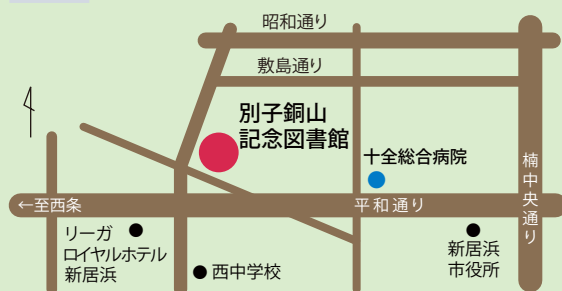 昭和通り
敷島通り
別子銅山
記念図書館
十全総合病院
楠中央通り
←至西条
平和通り
リーガ
ロイヤルホテル
新居浜
西中学校
新居浜
市役所